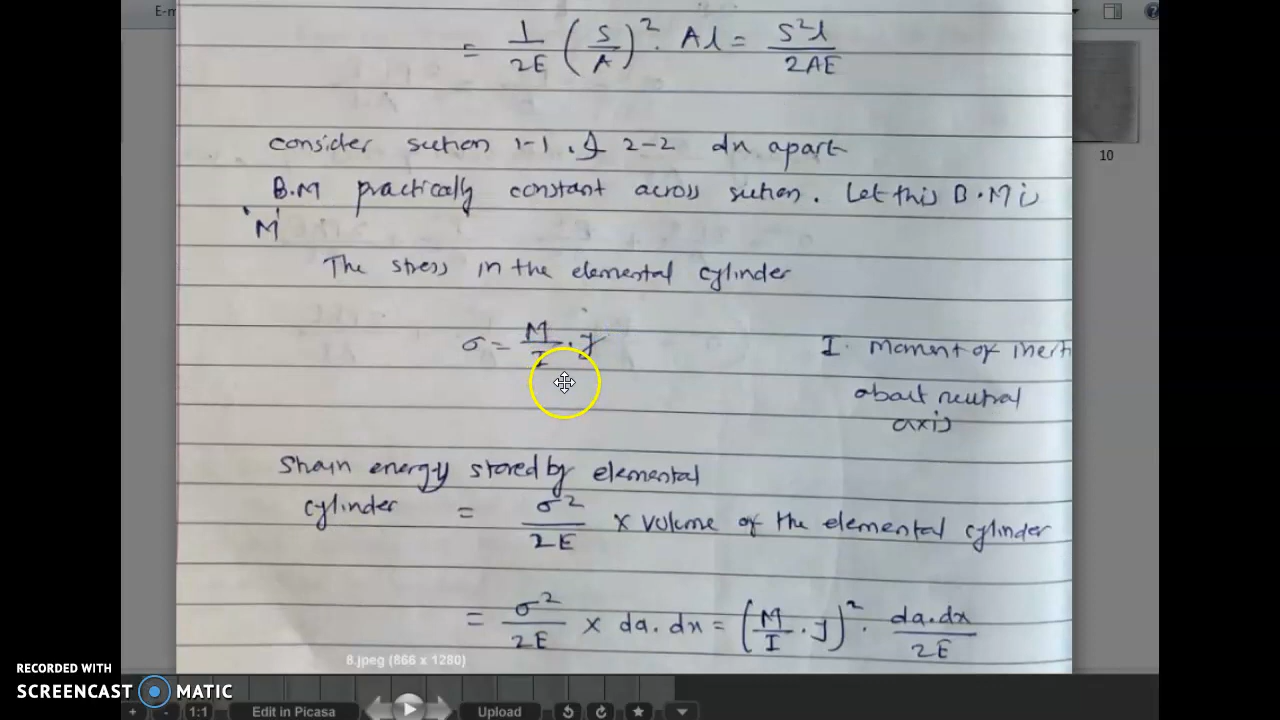 E-m
= 1/2E (S/A)². Al = S²l/2AE
consider section 1-1 & 2-2 dx apart
B.M practically constant across section. Let this B.M is
'M'
The stress in the elemental cylinder
σ = M/I . y
I. Moment of inert
about neutral
axis
Strain energy stored by elemental
cylinder = σ²/2E × volume of the elemental cylinder
= σ²/2E × da.dx = (M/I . y)² . da.dx/2E
8.jpeg (866 x 1280)
10
RECORDED WITH
SCREENCAST MATIC
+ - 1:1 Edit in Picasa Upload